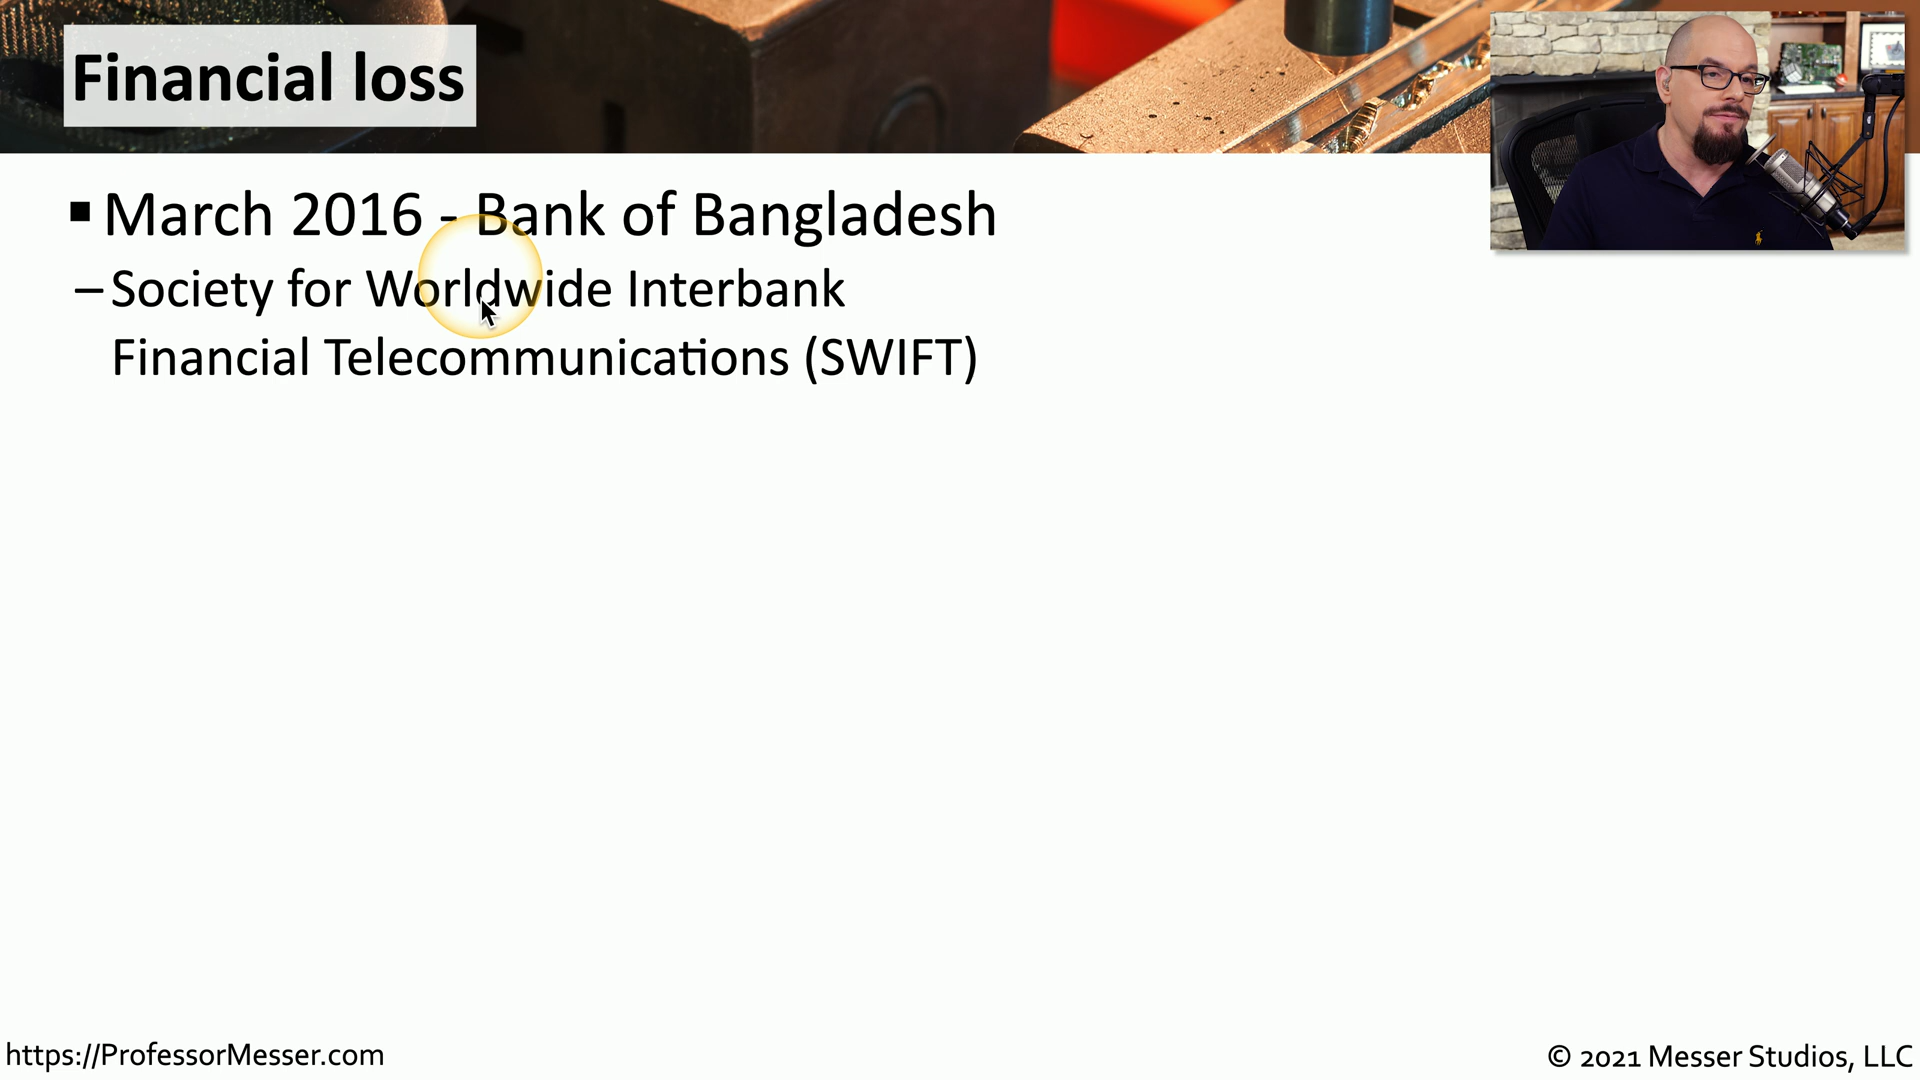 Financial loss
▪ March 2016 - Bank of Bangladesh
– Society for Worldwide Interbank
Financial Telecommunications (SWIFT)
https://ProfessorMesser.com
© 2021 Messer Studios, LLC